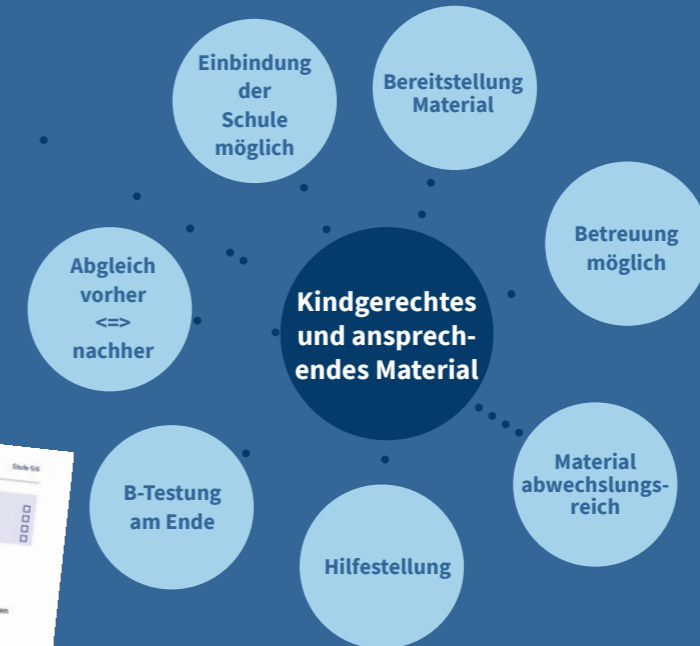 Einbindung
der
Schule
möglich
Bereitstellung
Material
Betreuung
möglich
Abgleich
vorher
<=>
nachher
Kindgerechtes
und ansprech-
endes Material
Material
abwechslungs-
reich
B-Testung
am Ende
Hilfestellung
Stufe 5/6